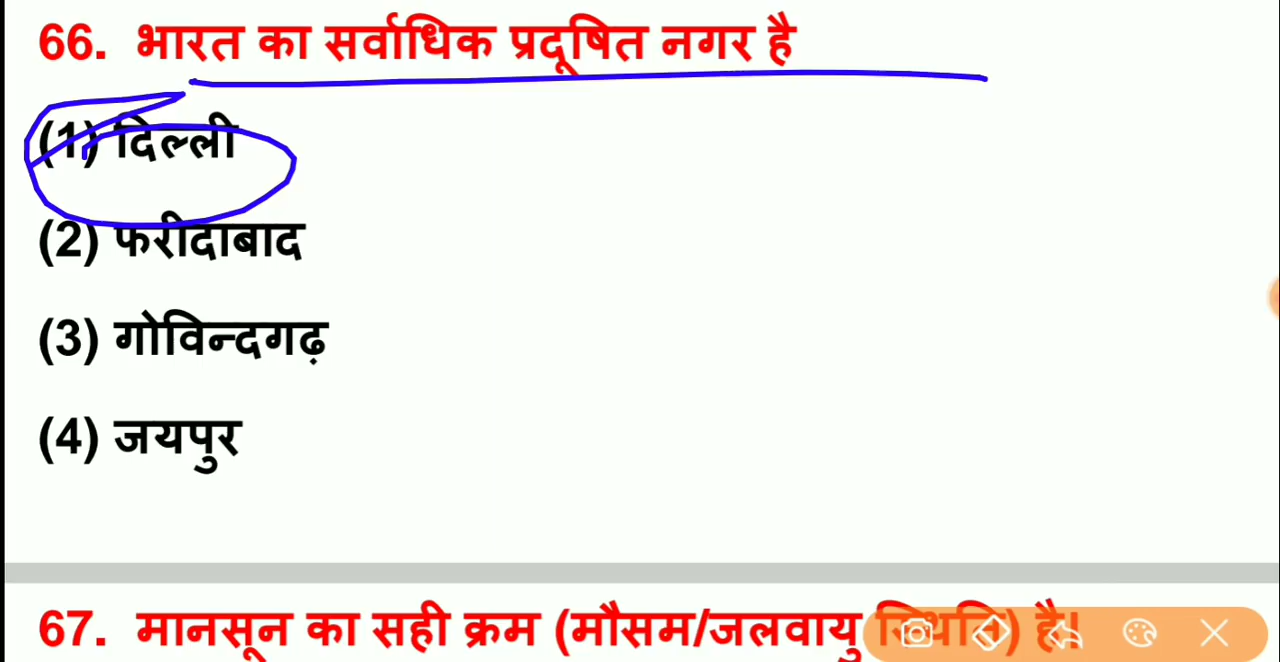 66. भारत का सर्वाधिक प्रदूषित नगर है
(1) दिल्ली
(2) फरीदाबाद
(3) गोविन्दगढ़
(4) जयपुर
67. मानसून का सही क्रम (मौसम/जलवायु स्थिति) है!